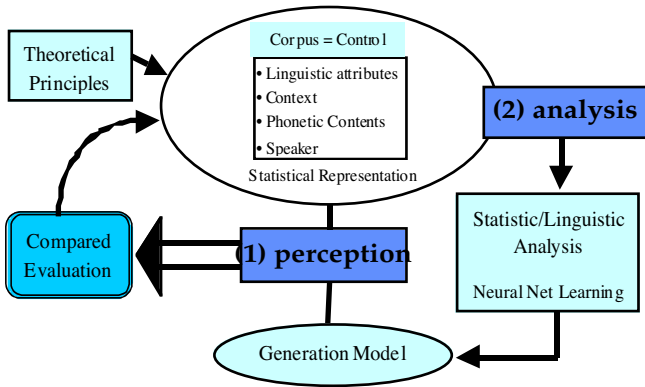 Theoretical
Principles
Corpus = Control
• Linguistic attributes
• Context
• Phonetic Contents
• Speaker
Statistical Representation
(2) analysis
Statistic/Linguistic
Analysis
Neural Net Learning
Compared
Evaluation
(1) perception
Generation Model